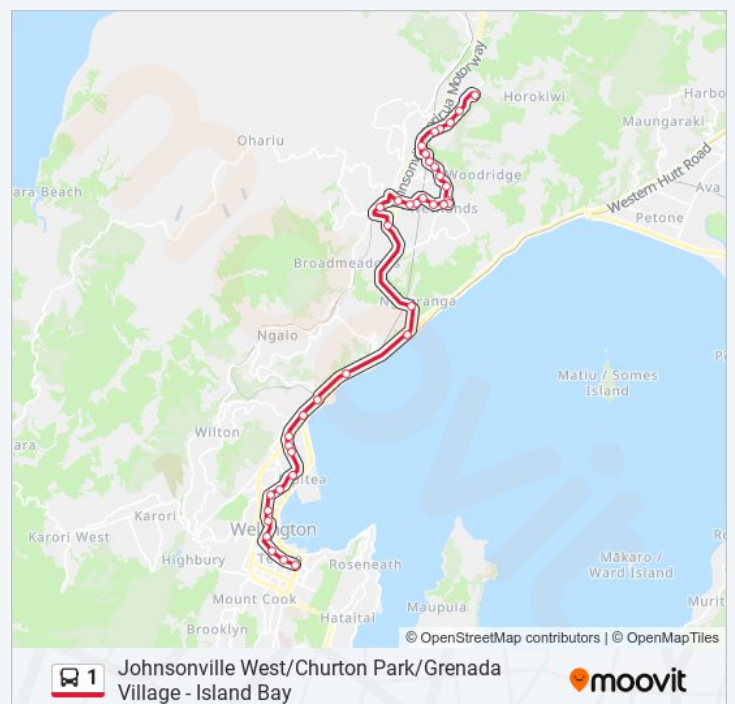 Horokiwi
Harbo
Maungaraki
Ohariu
Woodridge
Western Hutt Road
Ava
ara Beach
Petone
Broadmeado
Ngaio
Matiu / Somes
Island
Wilton
ara
Karori
Karori West
Wellington
Highbury
Roseneath
Mākaro /
Ward Island
Mount Cook
Maupuia
Hataitai
Brooklyn
Murit
© OpenStreetMap contributors | © OpenMapTiles
1
Johnsonville West/Churton Park/Grenada
Village - Island Bay
moovit